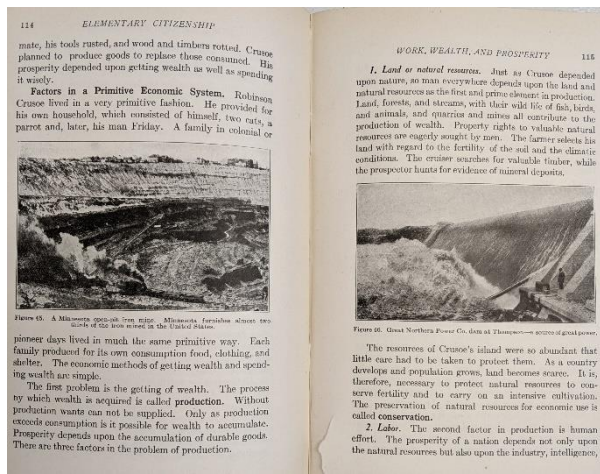 114 ELEMENTARY CITIZENSHIP
mate, his tools rusted, and wood and timbers rotted. Crusoe
planned to produce goods to replace those consumed. His
prosperity depended upon getting wealth as well as spending
it wisely.
Factors in a Primitive Economic System. Robinson
Crusoe lived in a very primitive fashion. He provided for
his own household, which consisted of himself, two cats, a
parrot and, later, his man Friday. A family in colonial or
Figure 45. A Minnesota open-pit iron mine. Minnesota furnishes almost two
thirds of the iron mined in the United States.
pioneer days lived in much the same primitive way. Each
family produced for its own consumption food, clothing, and
shelter. The economic methods of getting wealth and spend-
ing wealth are simple.
The first problem is the getting of wealth. The process
by which wealth is acquired is called production. Without
production wants can not be supplied. Only as production
exceeds consumption is it possible for wealth to accumulate.
Prosperity depends upon the accumulation of durable goods.
There are three factors in the problem of production.
WORK, WEALTH, AND PROSPERITY 115
1. Land or natural resources. Just as Crusoe depended
upon nature, so man everywhere depends upon the land and
natural resources as the first and prime element in production.
Land, forests, and streams, with their wild life of fish, birds,
and animals, and quarries and mines all contribute to the
production of wealth. Property rights to valuable natural
resources are eagerly sought by men. The farmer selects his
land with regard to the fertility of the soil and the climatic
conditions. The cruiser searches for valuable timber, while
the prospector hunts for evidence of mineral deposits.
Figure 46. Great Northern Power Co. dam at Thompson—a source of great power.
The resources of Crusoe's island were so abundant that
little care had to be taken to protect them. As a country
develops and population grows, land becomes scarce. It is,
therefore, necessary to protect natural resources to con-
serve fertility and to carry on an intensive cultivation.
The preservation of natural resources for economic use is
called conservation.
2. Labor. The second factor in production is human
effort. The prosperity of a nation depends not only upon
the natural resources but also upon the industry, intelligence,